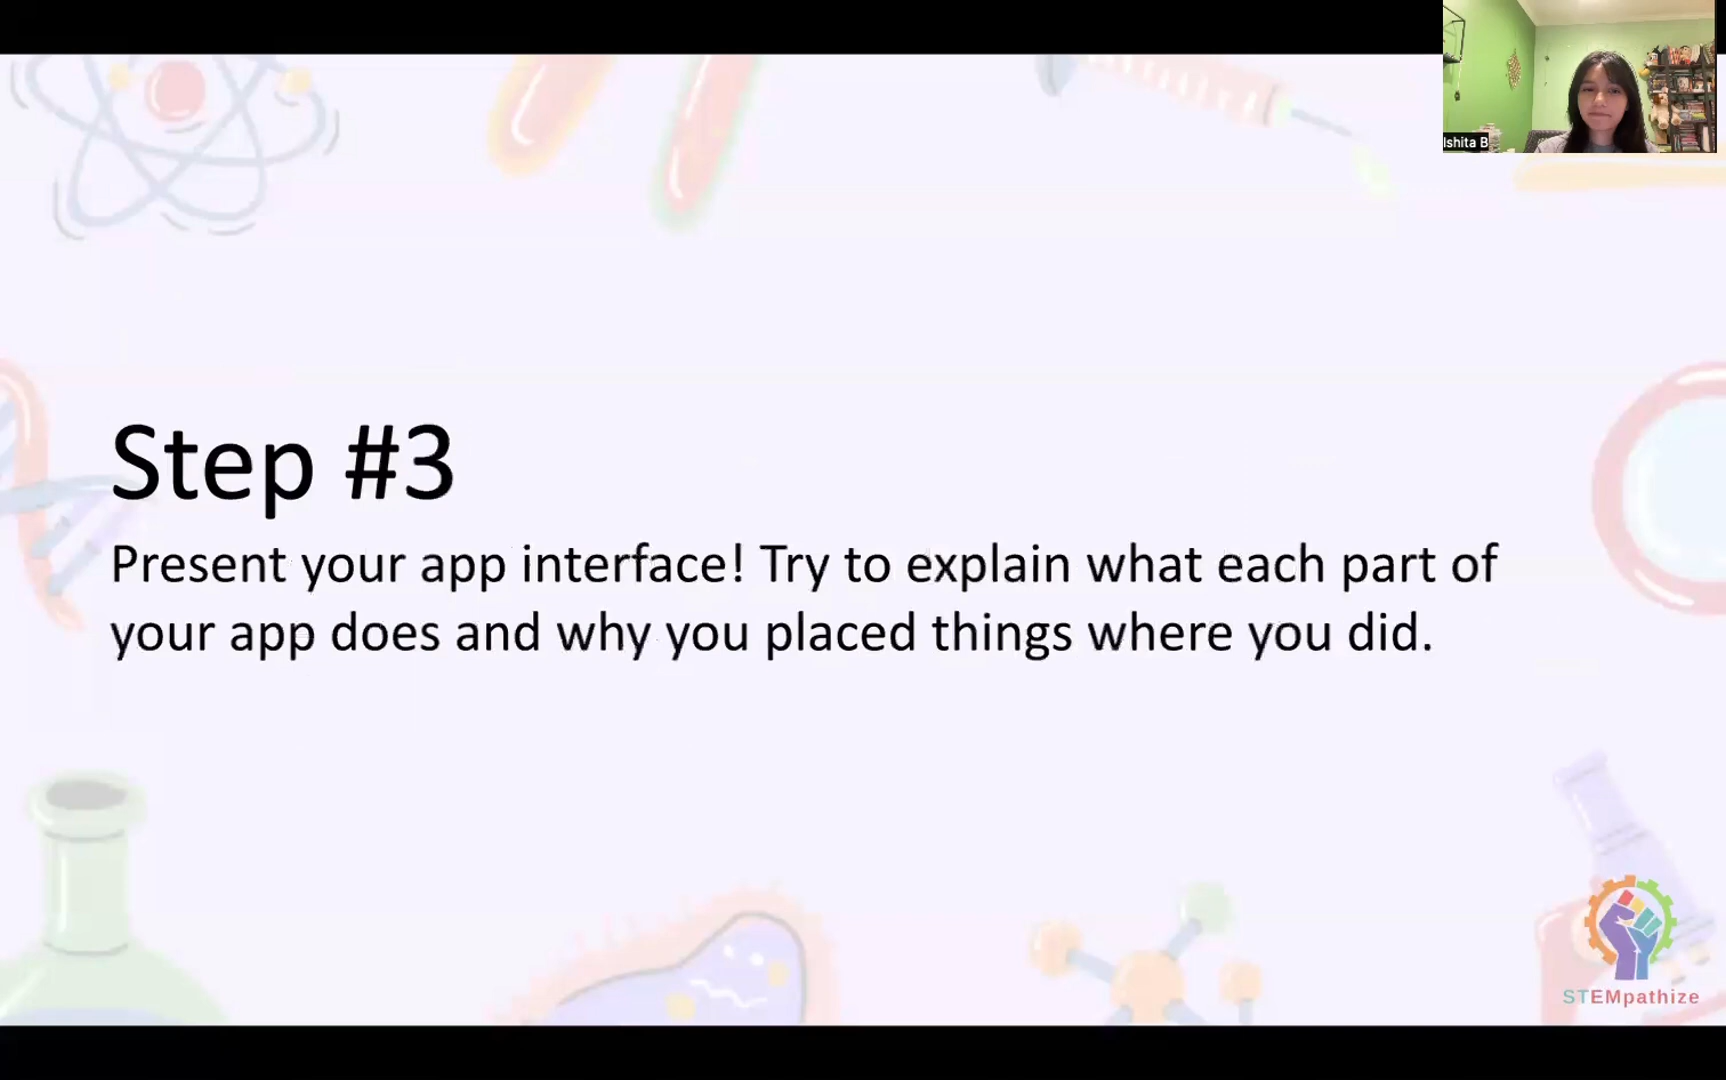 Ishita B
Step #3
Present your app interface! Try to explain what each part of
your app does and why you placed things where you did.
STEMpathize